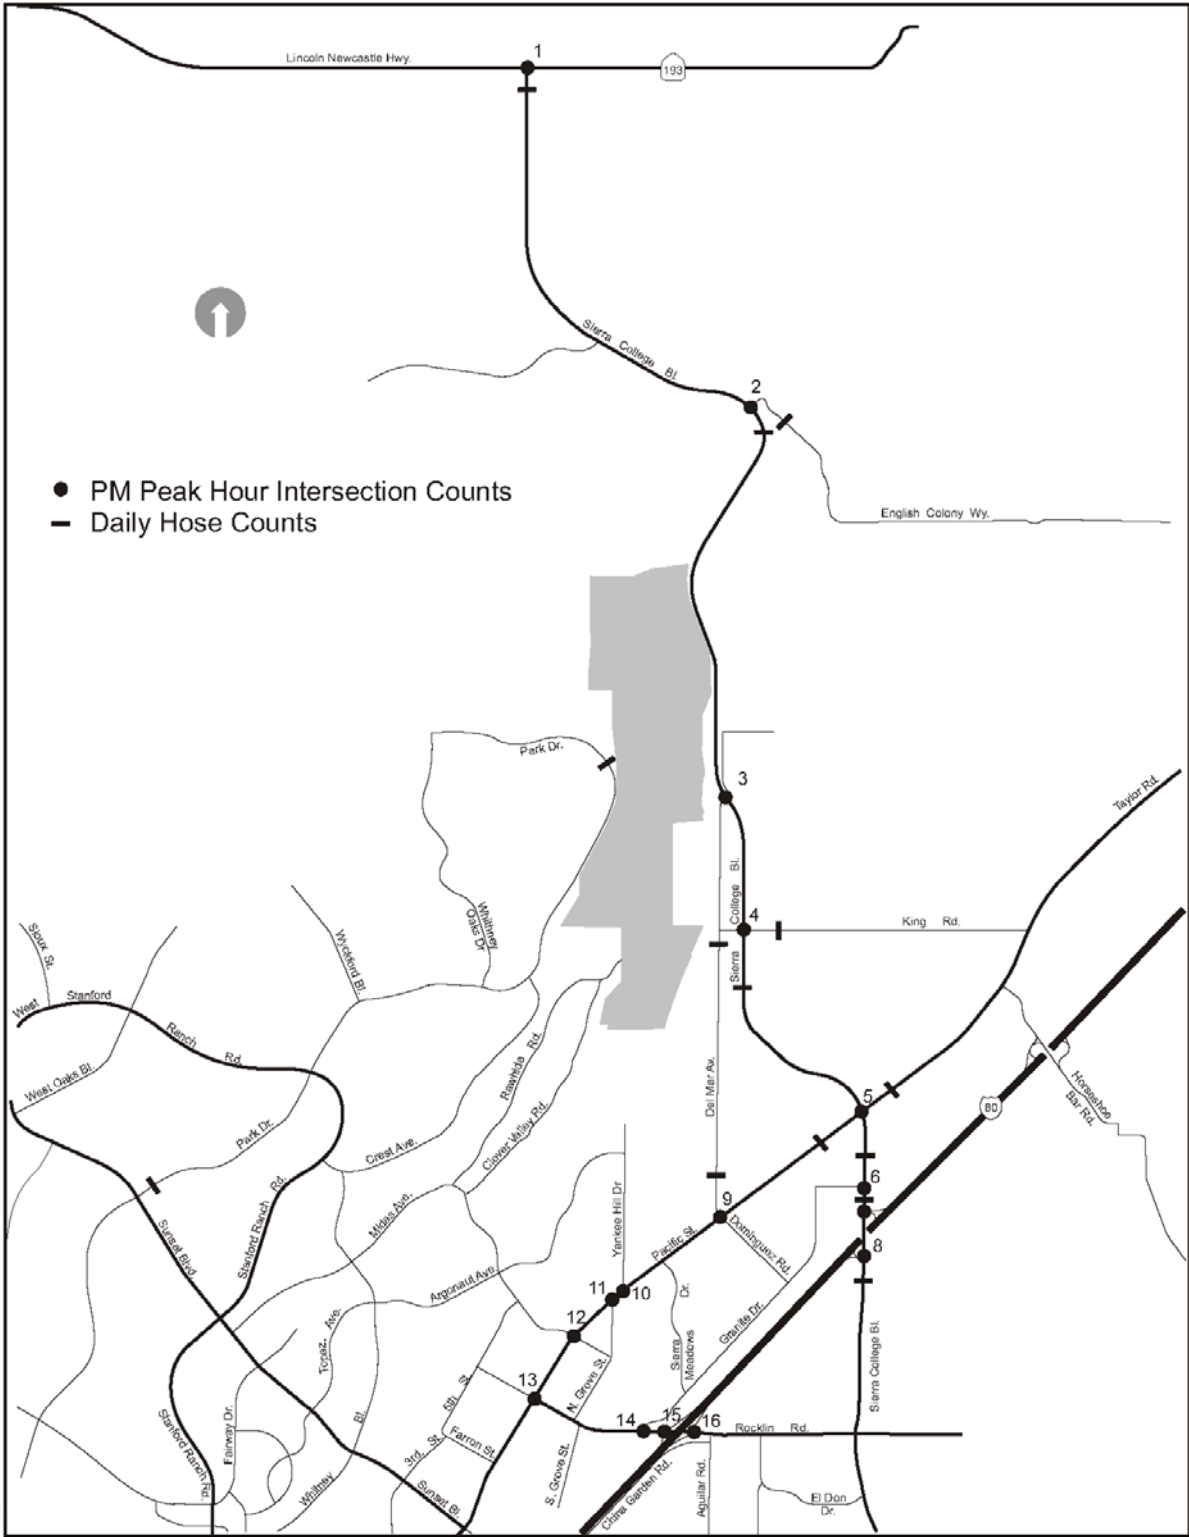 1
Lincoln Newcastle Hwy.
193
Sierra College Bl.
2
PM Peak Hour Intersection Counts
Daily Hose Counts
English Colony Wy.
Park Dr.
3
Taylor Rd.
Sierra College Bl.
4
King Rd.
Whithney
Oaks Dr
Wyckford Bl.
Sioux St.
West Stanford Ranch Rd.
West Oaks Bl.
Rawhide Rd.
Clover Valley Rd.
Del Mar Av.
5
80
Horseshoe
Bar Rd.
Park Dr.
Crest Ave.
6
Stanford Ranch Rd.
Midas Ave.
Yankee Hill Dr
9
Pacific St.
Dominguez Rd.
8
Sunset Blvd.
Argonaut Ave.
11
10
12
Topaz Ave.
Sierra
Meadows
Dr.
Granite Dr.
Sierra College Bl.
13
5th St.
N. Grove St.
14
15
16
Rocklin Rd.
Stanford Ranch Rd.
Fairway Dr.
Whitney Bl.
3rd. St.
Farron St.
S. Grove St.
Sunset Bl.
China Garden Rd.
Aguilar Rd.
El Don
Dr.